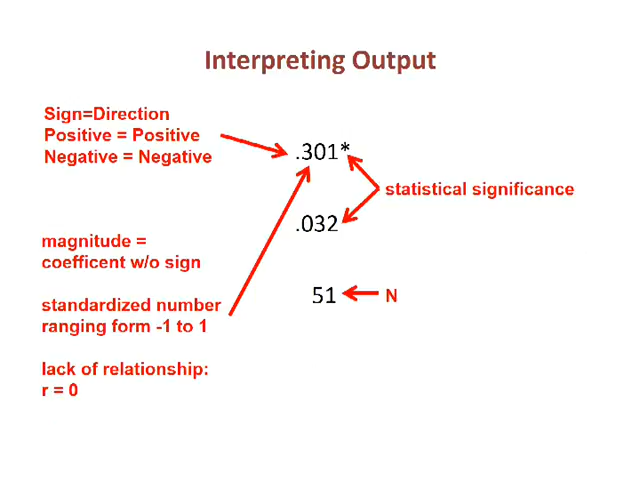 Interpreting Output
Sign=Direction
Positive = Positive
Negative = Negative
.301*
statistical significance
.032
magnitude =
coefficent w/o sign
51
N
standardized number
ranging form -1 to 1
lack of relationship:
r = 0